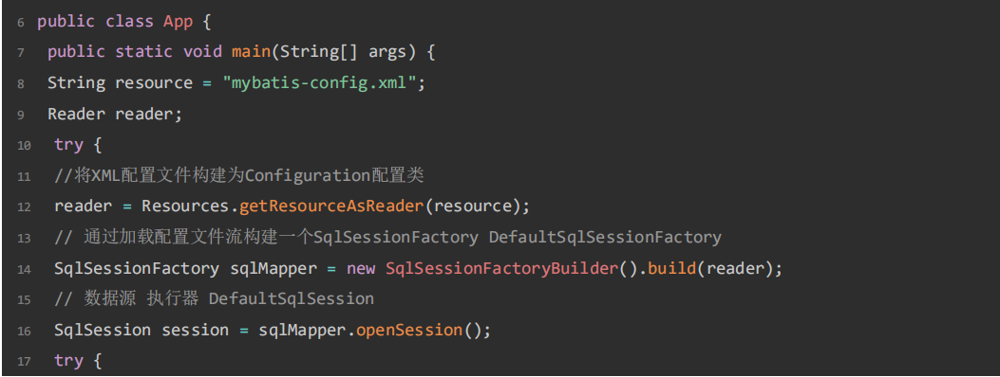 6 public class App {
7 public static void main(String[] args) {
8 String resource = "mybatis-config.xml";
9 Reader reader;
10 try {
11 //将XML配置文件构建为Configuration配置类
12 reader = Resources.getResourceAsReader(resource);
13 // 通过加载配置文件流构建一个SqlSessionFactory DefaultSqlSessionFactory
14 SqlSessionFactory sqlMapper = new SqlSessionFactoryBuilder().build(reader);
15 // 数据源 执行器 DefaultSqlSession
16 SqlSession session = sqlMapper.openSession();
17 try {